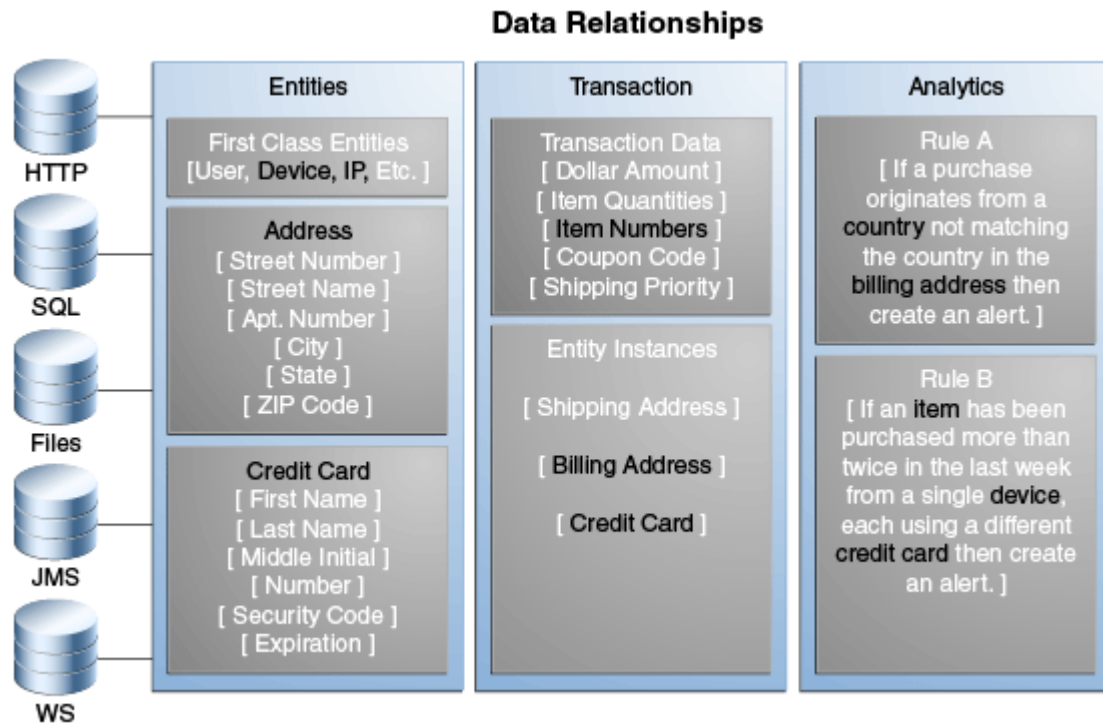 Data Relationships
HTTP
SQL
Files
JMS
WS
Entities
First Class Entities
[User, Device, IP, Etc. ]
Address
[ Street Number ]
[ Street Name ]
[ Apt. Number ]
[ City ]
[ State ]
[ ZIP Code ]
Credit Card
[ First Name ]
[ Last Name ]
[ Middle Initial ]
[ Number ]
[ Security Code ]
[ Expiration ]
Transaction
Transaction Data
[ Dollar Amount ]
[ Item Quantities ]
[ Item Numbers ]
[ Coupon Code ]
[ Shipping Priority ]
Entity Instances
[ Shipping Address ]
[ Billing Address ]
[ Credit Card ]
Analytics
Rule A
[ If a purchase
originates from a
country not matching
the country in the
billing address then
create an alert. ]
Rule B
[ If an item has been
purchased more than
twice in the last week
from a single device,
each using a different
credit card then create
an alert. ]